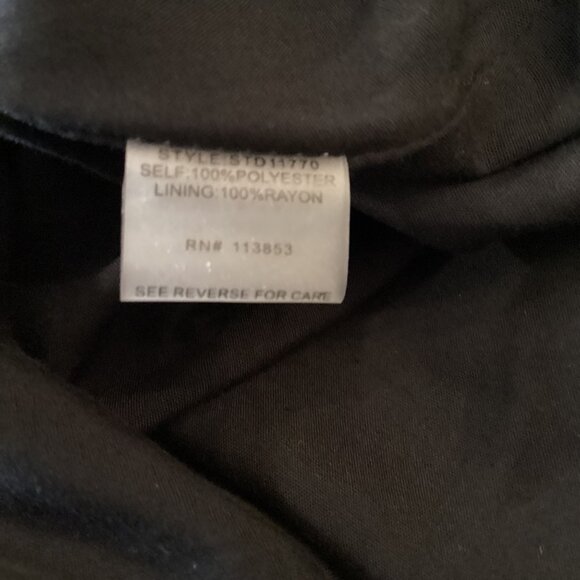 STYLE:STD11770
SELF:100%POLYESTER
LINING:100%RAYON
RN# 113853
SEE REVERSE FOR CARE